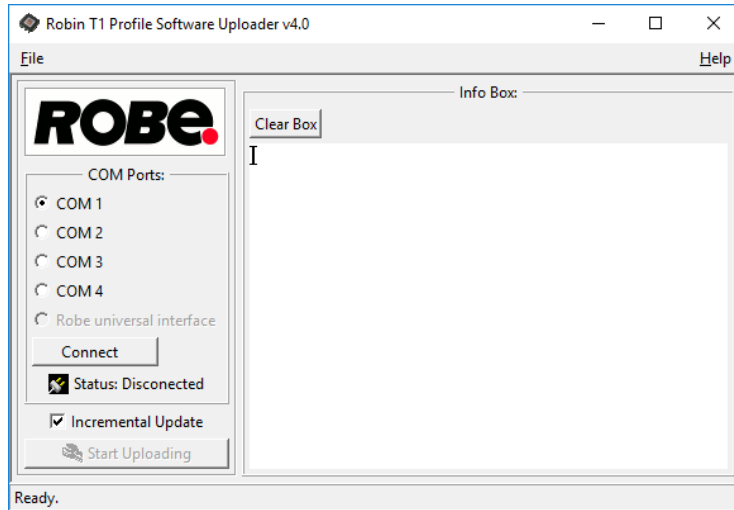 Robin T1 Profile Software Uploader v4.0
File
Help
ROBe
COM Ports:
COM 1
COM 2
COM 3
COM 4
Robe universal interface
Connect
Status: Disconected
Incremental Update
Start Uploading
Info Box:
Clear Box
Ready.